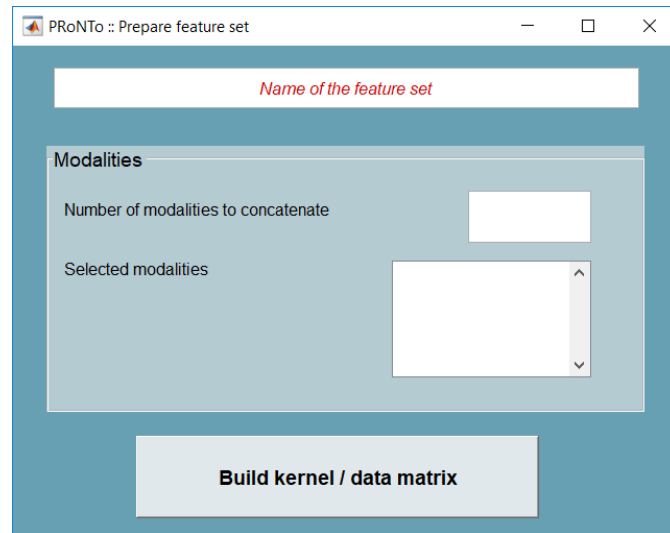 PRoNTo :: Prepare feature set
Name of the feature set
Modalities
Number of modalities to concatenate
Selected modalities
Build kernel / data matrix